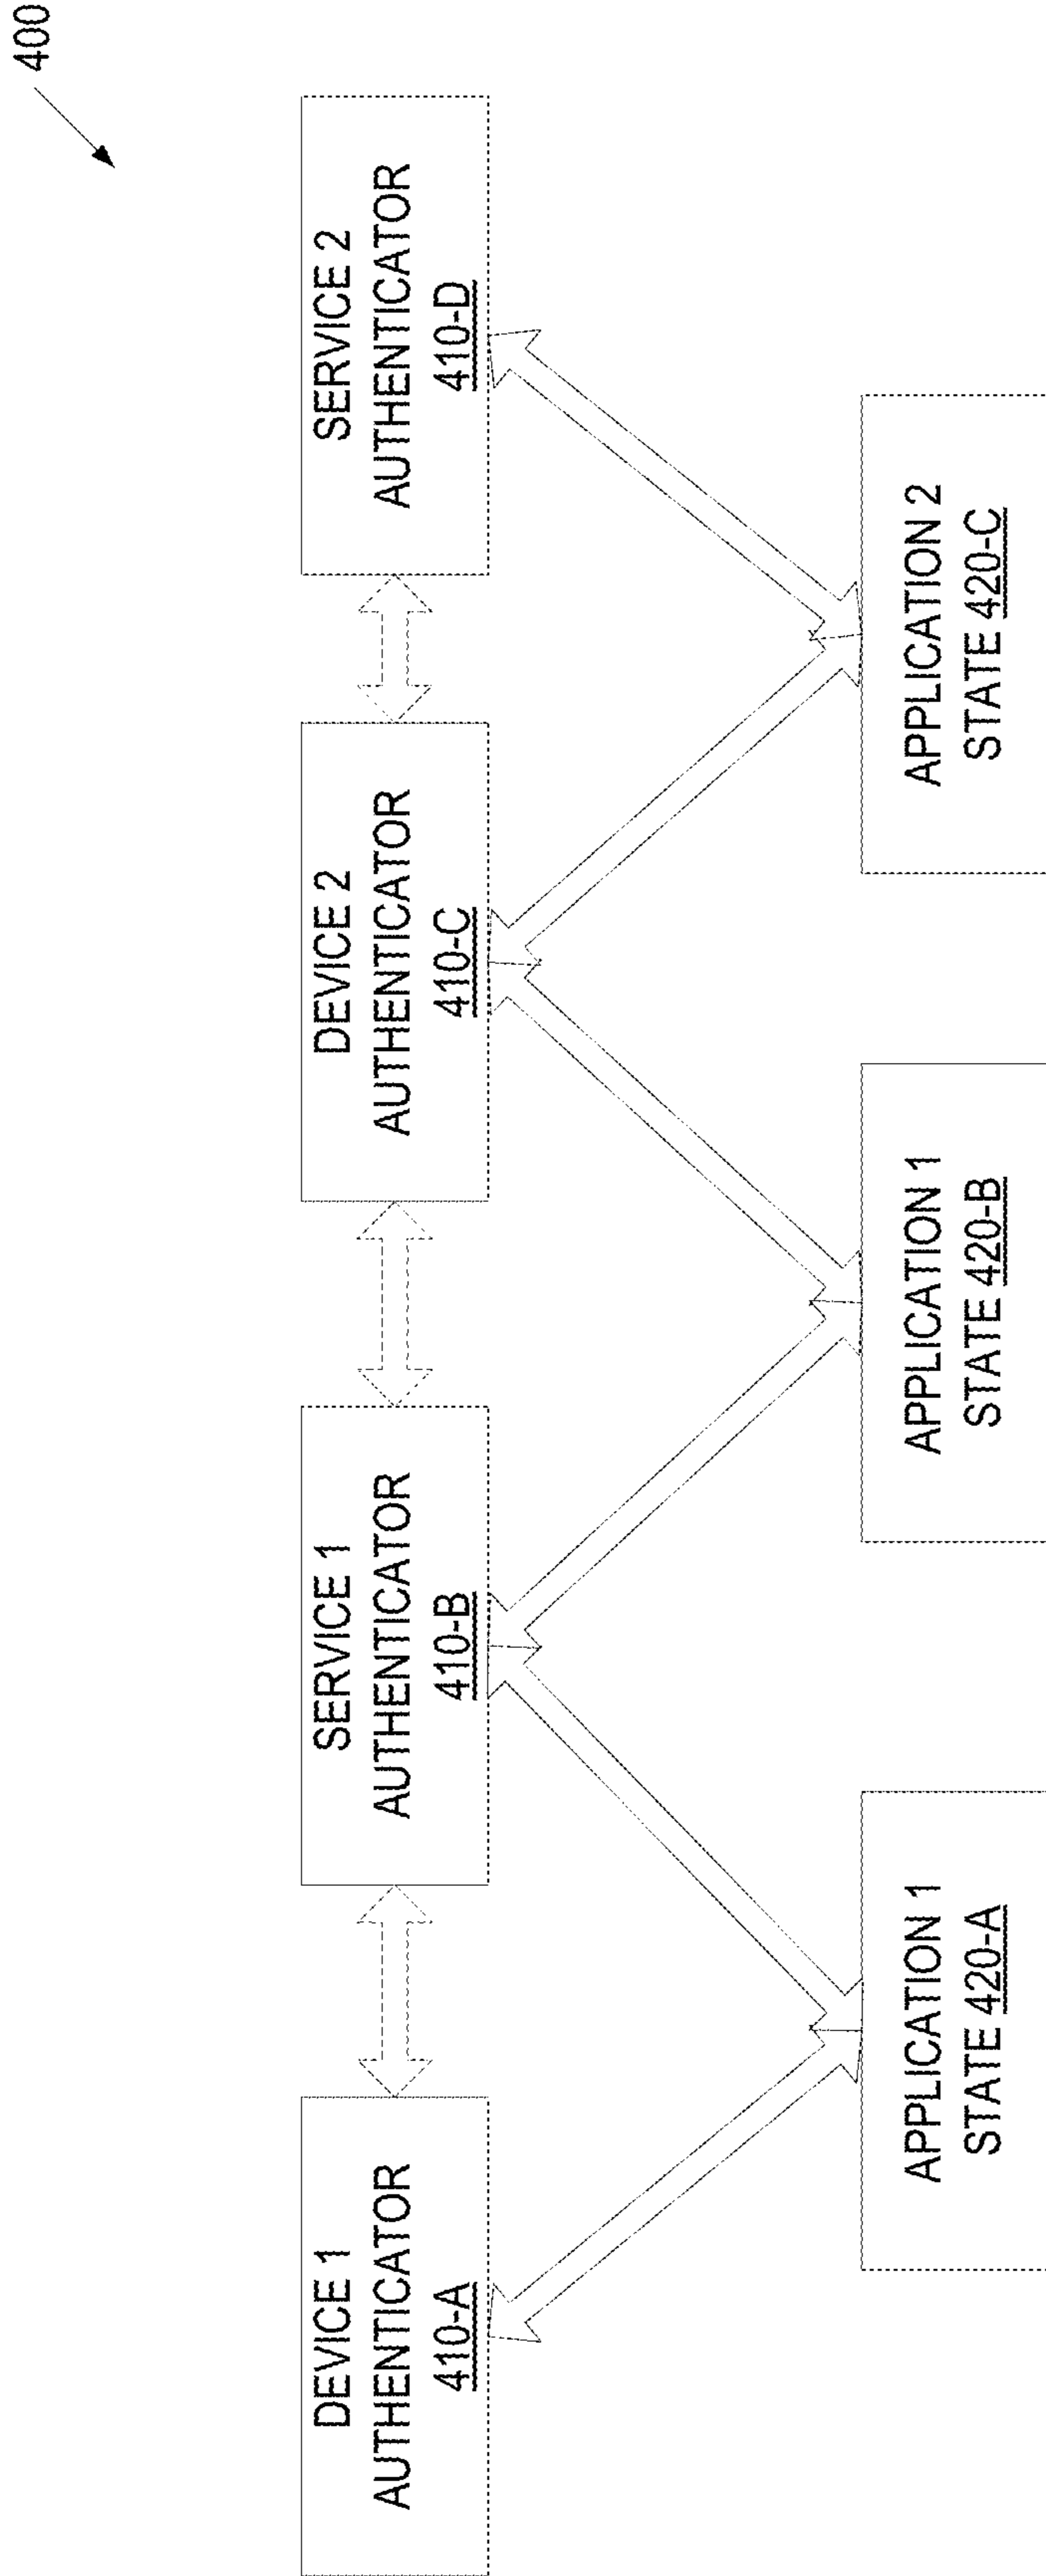 400
DEVICE 1
AUTHENTICATOR
410-A
SERVICE 1
AUTHENTICATOR
410-B
DEVICE 2
AUTHENTICATOR
410-C
SERVICE 2
AUTHENTICATOR
410-D
APPLICATION 1
STATE 420-A
APPLICATION 1
STATE 420-B
APPLICATION 2
STATE 420-C